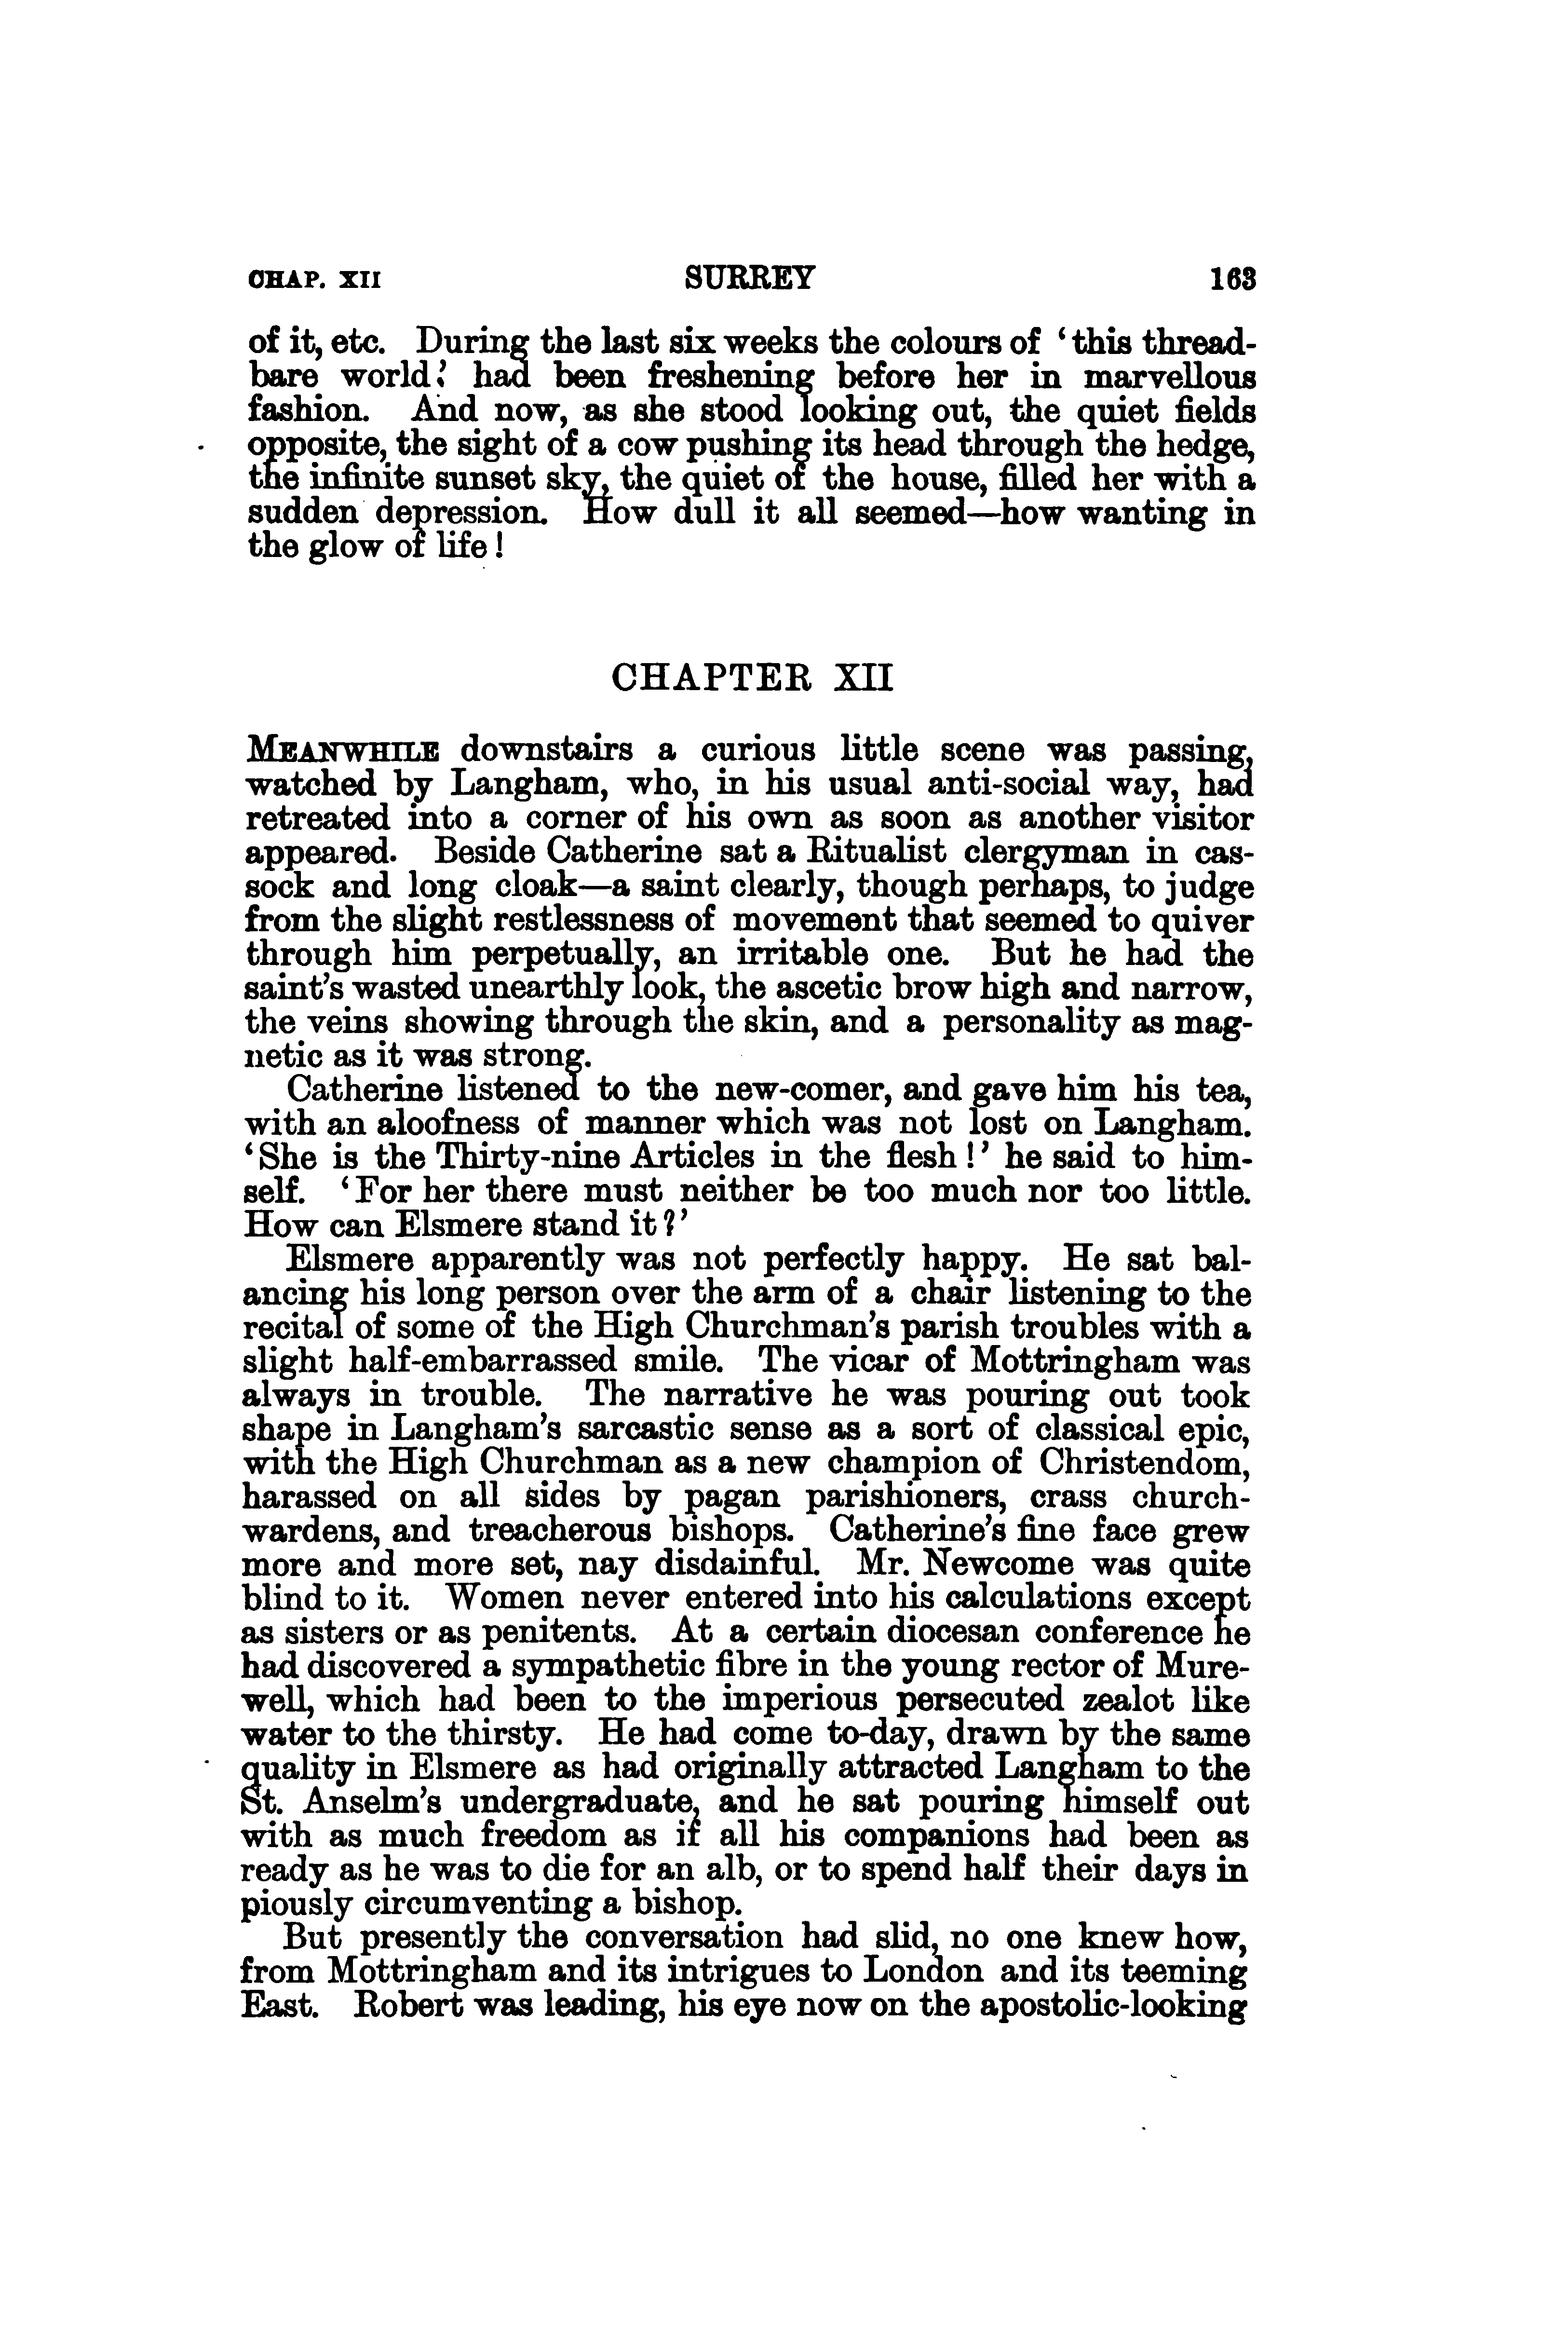 CHAP. XII SURREY 163
of it, etc. During the last six weeks the colours of ‘this thread-
bare world’ had been freshening before her in marvellous
fashion. And now, as she stood looking out, the quiet fields
opposite, the sight of a cow pushing its head through the hedge,
the infinite sunset sky, the quiet of the house, filled her with a
sudden depression. How dull it all seemed—how wanting in
the glow of life!
CHAPTER XII
MEANWHILE downstairs a curious little scene was passing,
watched by Langham, who, in his usual anti-social way, had
retreated into a corner of his own as soon as another visitor
appeared. Beside Catherine sat a Ritualist clergyman in cas-
sock and long cloak—a saint clearly, though perhaps, to judge
from the slight restlessness of movement that seemed to quiver
through him perpetually, an irritable one. But he had the
saint’s wasted unearthly look, the ascetic brow high and narrow,
the veins showing through the skin, and a personality as mag-
netic as it was strong.
Catherine listened to the new-comer, and gave him his tea,
with an aloofness of manner which was not lost on Langham.
‘She is the Thirty-nine Articles in the flesh!’ he said to him-
self. ‘For her there must neither be too much nor too little.
How can Elsmere stand it?’
Elsmere apparently was not perfectly happy. He sat bal-
ancing his long person over the arm of a chair listening to the
recital of some of the High Churchman’s parish troubles with a
slight half-embarrassed smile. The vicar of Mottringham was
always in trouble. The narrative he was pouring out took
shape in Langham’s sarcastic sense as a sort of classical epic,
with the High Churchman as a new champion of Christendom,
harassed on all sides by pagan parishioners, crass church-
wardens, and treacherous bishops. Catherine’s fine face grew
more and more set, nay disdainful. Mr. Newcome was quite
blind to it. Women never entered into his calculations except
as sisters or as penitents. At a certain diocesan conference he
had discovered a sympathetic fibre in the young rector of Mure-
well, which had been to the imperious persecuted zealot like
water to the thirsty. He had come to-day, drawn by the same
quality in Elsmere as had originally attracted Langham to the
St. Anselm’s undergraduate, and he sat pouring himself out
with as much freedom as if all his companions had been as
ready as he was to die for an alb, or to spend half their days in
piously circumventing a bishop.
But presently the conversation had slid, no one knew how,
from Mottringham and its intrigues to London and its teeming
East. Robert was leading, his eye now on the apostolic-looking